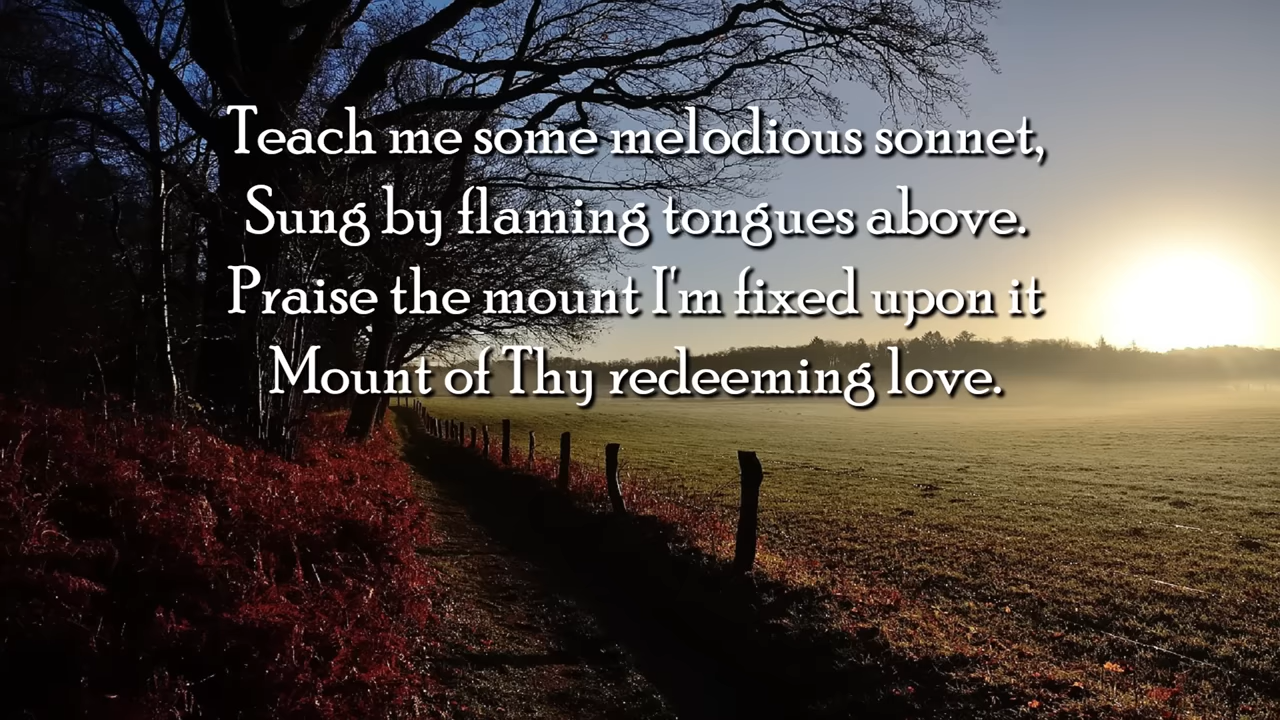 Teach me some melodious sonnet,
Sung by flaming tongues above.
Praise the mount I'm fixed upon it
Mount of Thy redeeming love.